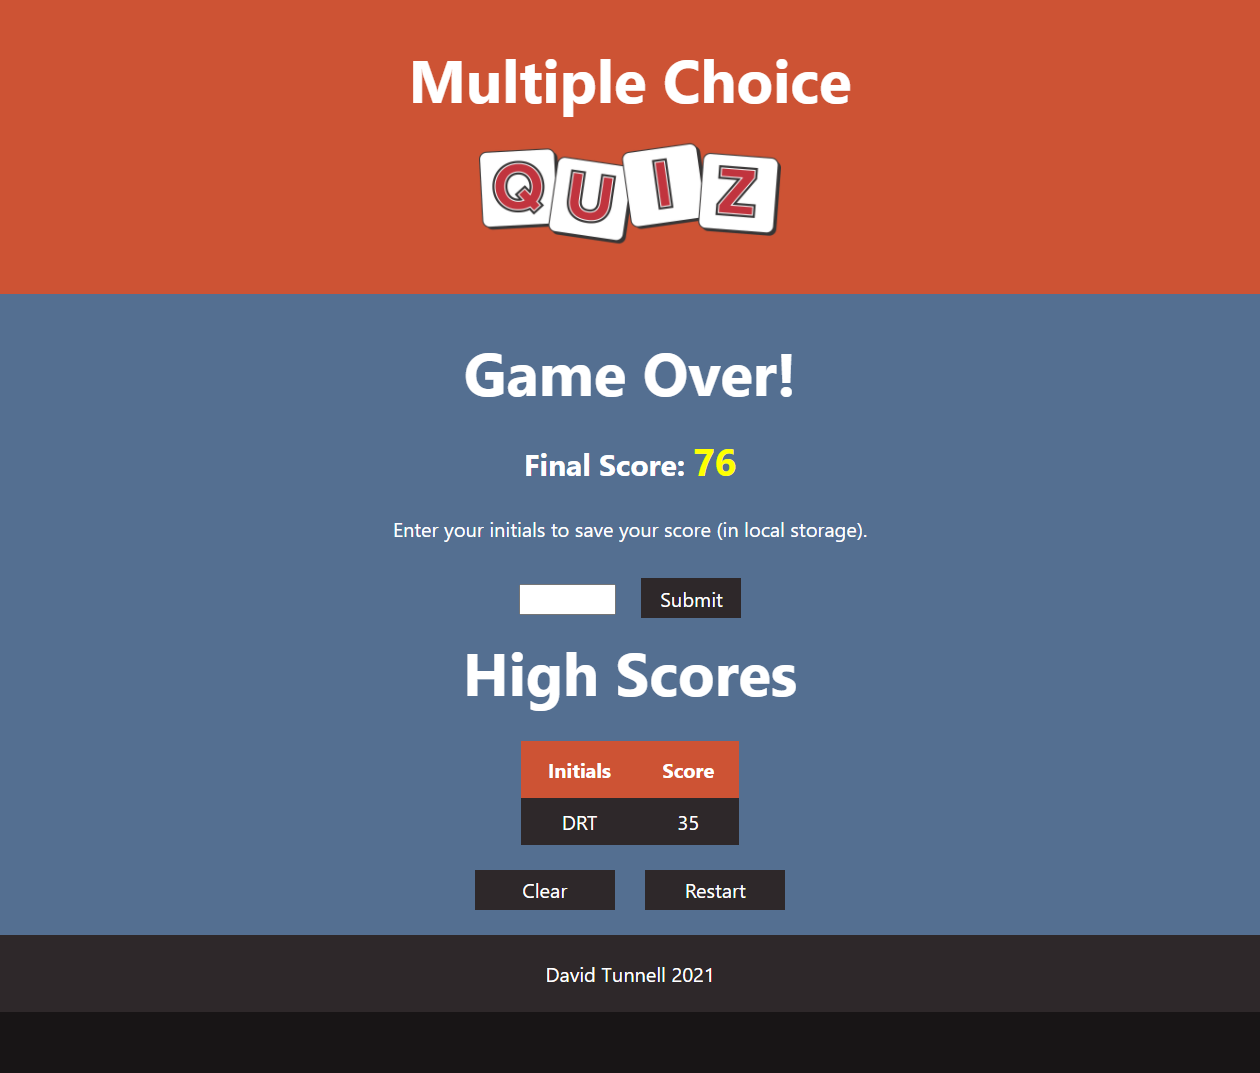 Multiple Choice
QUIZ
Game Over!
Final Score: 76
Enter your initials to save your score (in local storage).
Submit
High Scores
Initials Score
DRT 35
Clear Restart
David Tunnell 2021